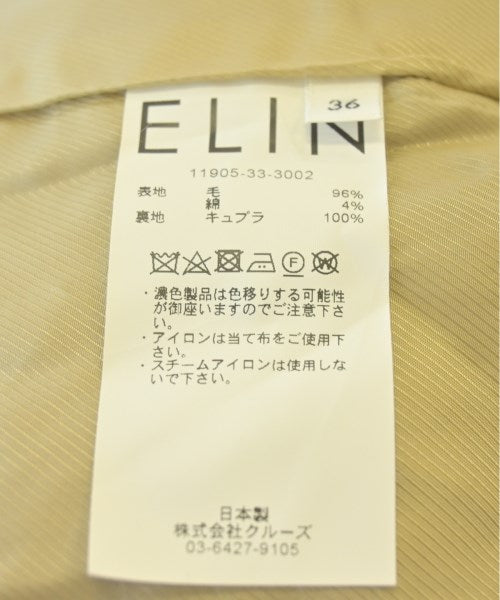 ELIN
36
11905-33-3002
表地 毛 96%
綿 4%
裏地 キュプラ 100%
・濃色製品は色移りする可能性
が御座いますのでご注意下さ
い。
・アイロンは当て布をご使用下
さい。
・スチームアイロンは使用しな
いで下さい。
日本製
株式会社クルーズ
03-6427-9105